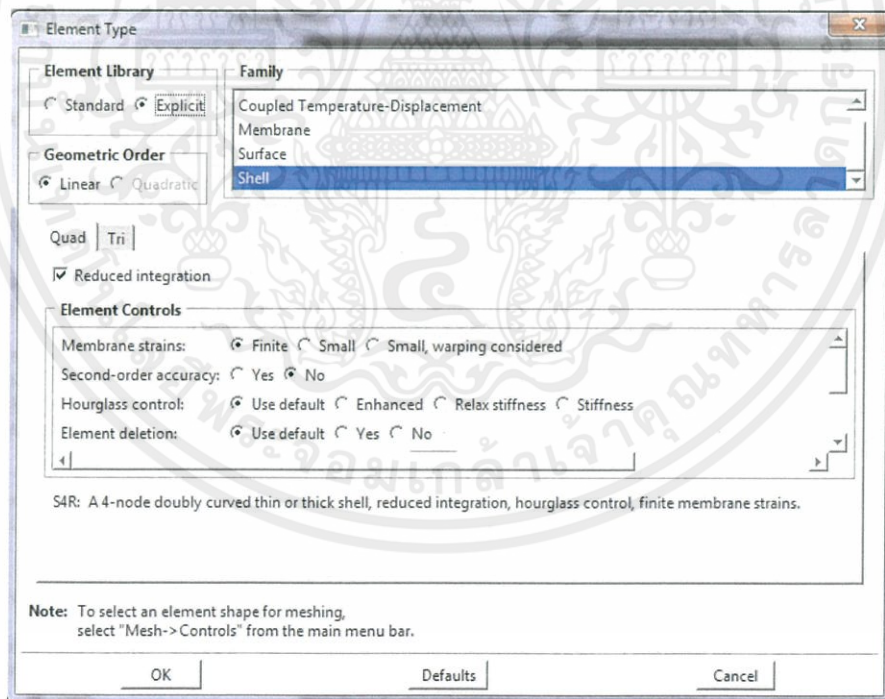 Element Type
Element Library
Standard Explicit
Family
Coupled Temperature-Displacement
Membrane
Surface
Shell
Geometric Order
Linear Quadratic
Quad Tri
Reduced integration
Element Controls
Membrane strains: Finite Small Small, warping considered
Second-order accuracy: Yes No
Hourglass control: Use default Enhanced Relax stiffness Stiffness
Element deletion: Use default Yes No
S4R: A 4-node doubly curved thin or thick shell, reduced integration, hourglass control, finite membrane strains.
Note: To select an element shape for meshing,
select "Mesh->Controls" from the main menu bar.
OK Defaults Cancel